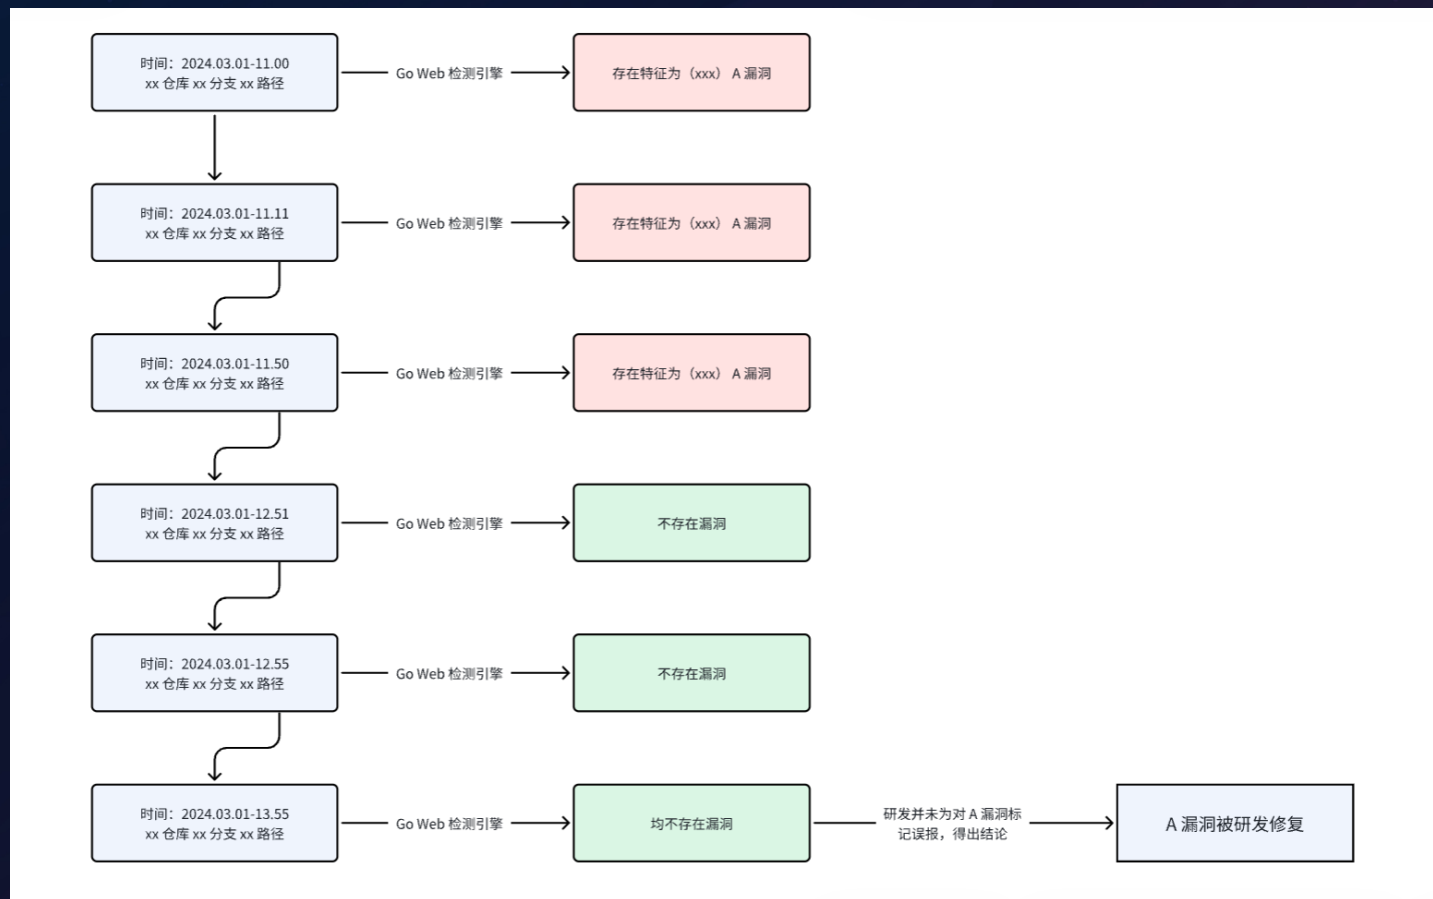 时间：2024.03.01-11.00
xx 仓库 xx 分支 xx 路径
Go Web 检测引擎
存在特征为（xxx） A 漏洞
时间：2024.03.01-11.11
xx 仓库 xx 分支 xx 路径
Go Web 检测引擎
存在特征为（xxx） A 漏洞
时间：2024.03.01-11.50
xx 仓库 xx 分支 xx 路径
Go Web 检测引擎
存在特征为（xxx） A 漏洞
时间：2024.03.01-12.51
xx 仓库 xx 分支 xx 路径
Go Web 检测引擎
不存在漏洞
时间：2024.03.01-12.55
xx 仓库 xx 分支 xx 路径
Go Web 检测引擎
不存在漏洞
时间：2024.03.01-13.55
xx 仓库 xx 分支 xx 路径
Go Web 检测引擎
均不存在漏洞
研发并未为对 A 漏洞标
记误报，得出结论
A 漏洞被研发修复